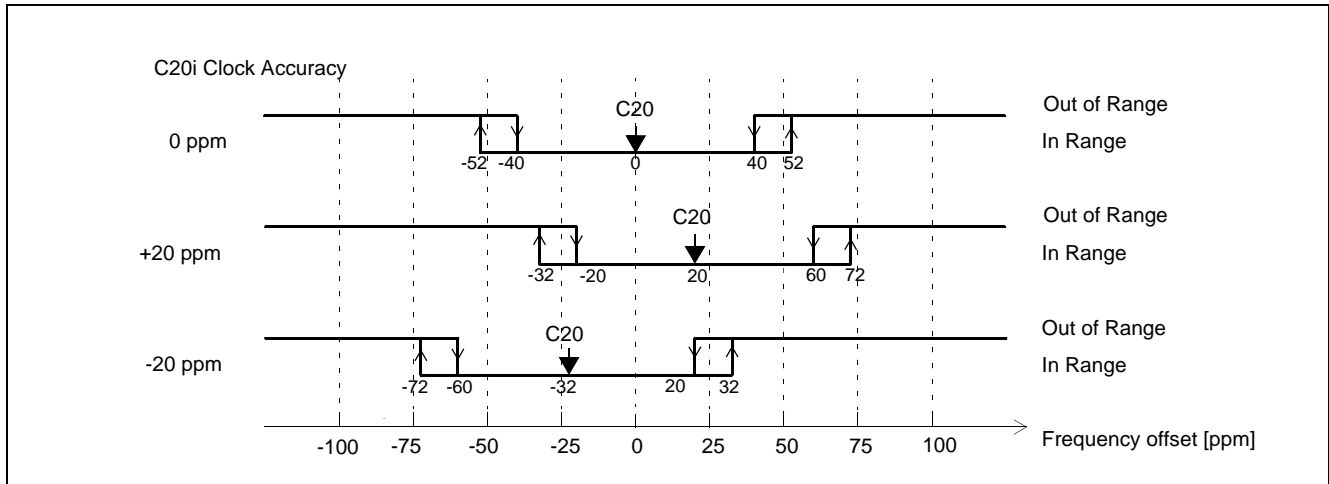 C20i Clock Accuracy
C20
Out of Range
0 ppm
In Range
-52 -40 0 40 52
C20
Out of Range
+20 ppm
In Range
-32 -20 20 60 72
C20
Out of Range
-20 ppm
In Range
-72 -60 -32 20 32
-100 -75 -50 -25 0 25 50 75 100
Frequency offset [ppm]